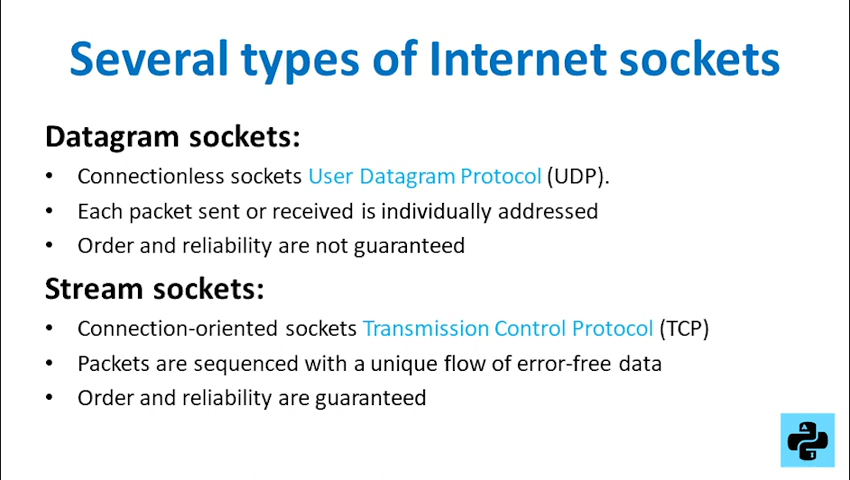 Several types of Internet sockets
Datagram sockets:
• Connectionless sockets User Datagram Protocol (UDP).
• Each packet sent or received is individually addressed
• Order and reliability are not guaranteed
Stream sockets:
• Connection-oriented sockets Transmission Control Protocol (TCP)
• Packets are sequenced with a unique flow of error-free data
• Order and reliability are guaranteed
A
T